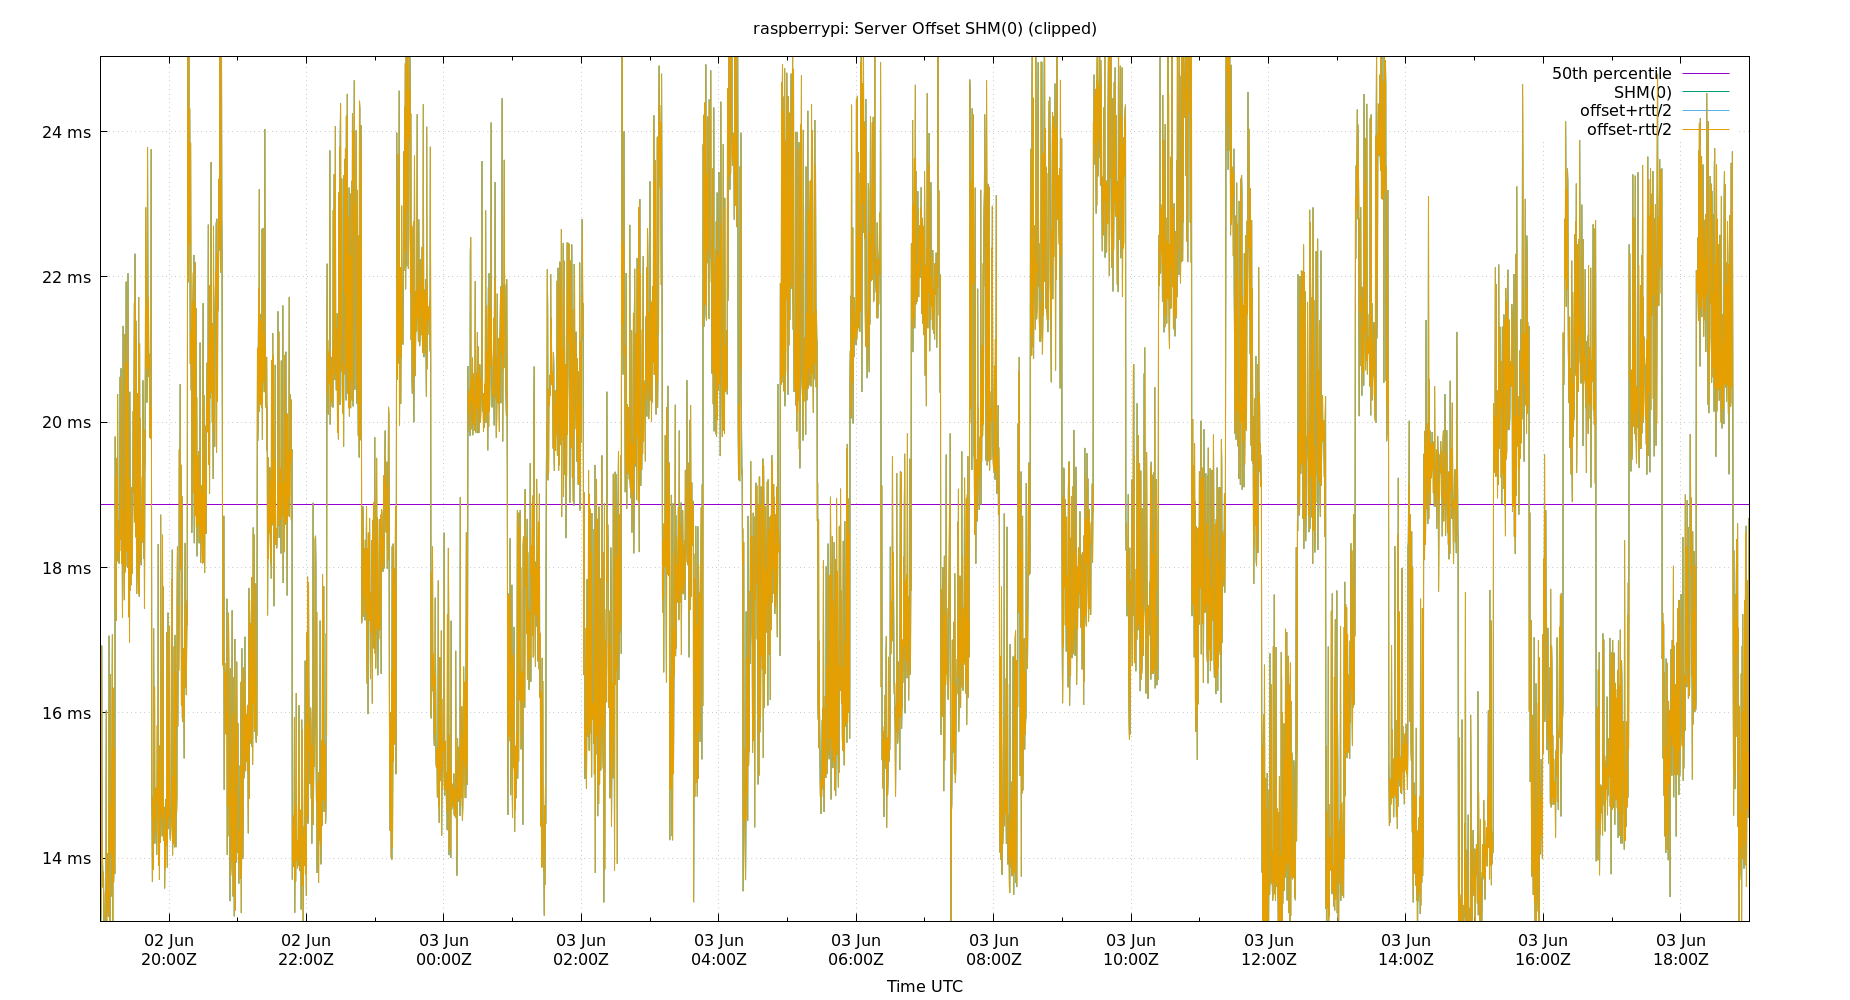 raspberrypi: Server Offset SHM(0) (clipped)
50th percentile
SHM(0)
offset+rtt/2
offset-rtt/2
24 ms
22 ms
20 ms
18 ms
16 ms
14 ms
02 Jun 02 Jun 03 Jun 03 Jun 03 Jun 03 Jun 03 Jun 03 Jun 03 Jun 03 Jun 03 Jun 03 Jun
20:00Z 22:00Z 00:00Z 02:00Z 04:00Z 06:00Z 08:00Z 10:00Z 12:00Z 14:00Z 16:00Z 18:00Z
Time UTC